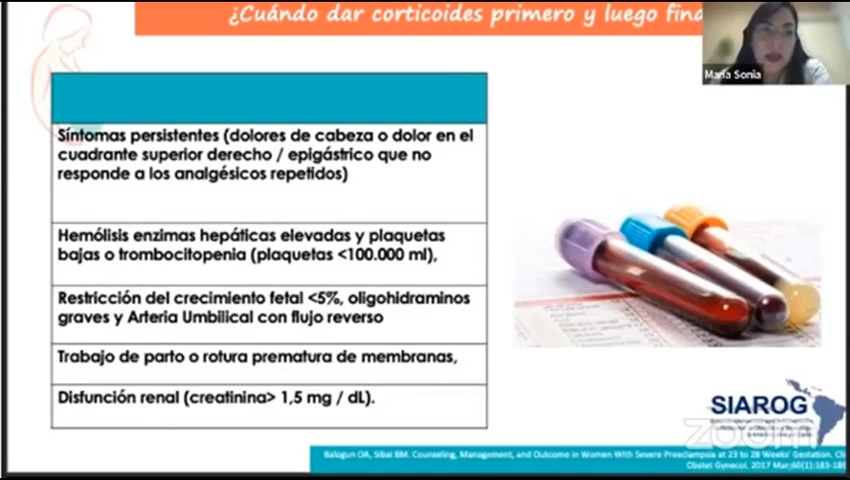 ¿Cuándo dar corticoides primero y luego
María Sonia
Síntomas persistentes (dolores de cabeza o dolor en el
cuadrante superior derecho / epigástrico que no
responde a los analgésicos repetidos)
Hemólisis enzimas hepáticas elevadas y plaquetas
bajas o trombocitopenia (plaquetas <100.000 ml),
Restricción del crecimiento fetal <5%, oligohidraminos
graves y Arteria Umbilical con flujo reverso
Trabajo de parto o rotura prematura de membranas,
Disfunción renal (creatinina> 1,5 mg / dL).
SIAROG
zoom
Balogun OA, Sibai BM. Counseling, Management, and Outcome in Women With Severe Preeclampsia at 23 to 28 Weeks' Gestation.
Obstet Gynecol. 2017 Mar;60(1):183-189